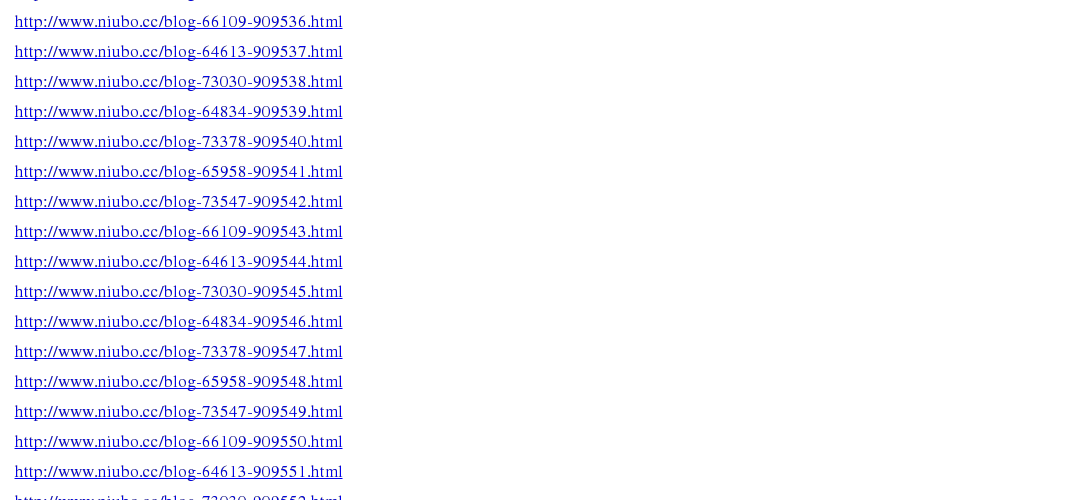 http://www.niubo.cc/blog-66109-909536.html
http://www.niubo.cc/blog-64613-909537.html
http://www.niubo.cc/blog-73030-909538.html
http://www.niubo.cc/blog-64834-909539.html
http://www.niubo.cc/blog-73378-909540.html
http://www.niubo.cc/blog-65958-909541.html
http://www.niubo.cc/blog-73547-909542.html
http://www.niubo.cc/blog-66109-909543.html
http://www.niubo.cc/blog-64613-909544.html
http://www.niubo.cc/blog-73030-909545.html
http://www.niubo.cc/blog-64834-909546.html
http://www.niubo.cc/blog-73378-909547.html
http://www.niubo.cc/blog-65958-909548.html
http://www.niubo.cc/blog-73547-909549.html
http://www.niubo.cc/blog-66109-909550.html
http://www.niubo.cc/blog-64613-909551.html